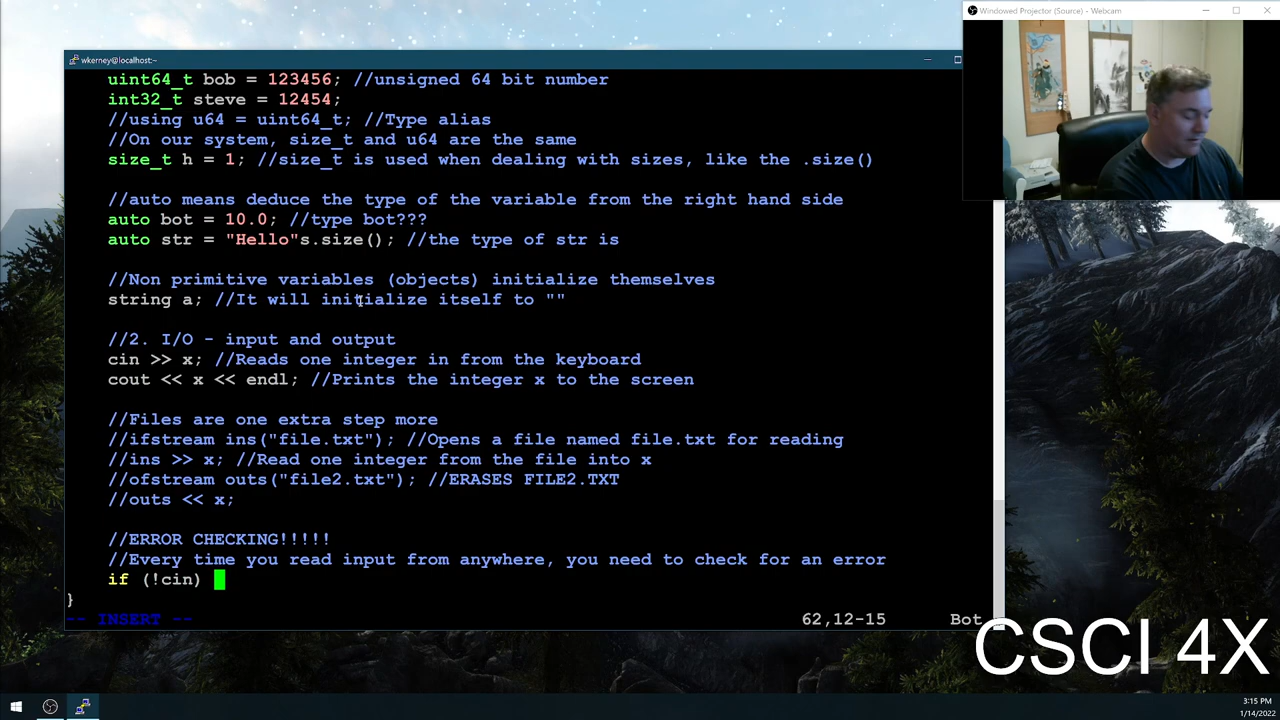 Windowed Projector (Source) - Webcam
wkerney@localhost:~
uint64_t bob = 123456; //unsigned 64 bit number
int32_t steve = 12454;
//using u64 = uint64_t; //Type alias
//On our system, size_t and u64 are the same
size_t h = 1; //size_t is used when dealing with sizes, like the .size()
//auto means deduce the type of the variable from the right hand side
auto bot = 10.0; //type bot???
auto str = "Hello"s.size(); //the type of str is
//Non primitive variables (objects) initialize themselves
string a; //It will initialize itself to ""
//2. I/O - input and output
cin >> x; //Reads one integer in from the keyboard
cout << x << endl; //Prints the integer x to the screen
//Files are one extra step more
//ifstream ins("file.txt"); //Opens a file named file.txt for reading
//ins >> x; //Read one integer from the file into x
//ofstream outs("file2.txt"); //ERASES FILE2.TXT
//outs << x;
//ERROR CHECKING!!!!!
//Every time you read input from anywhere, you need to check for an error
if (!cin)
}
-- INSERT -- 62,12-15 Bot
CSCI 4X
3:15 PM
1/14/2022